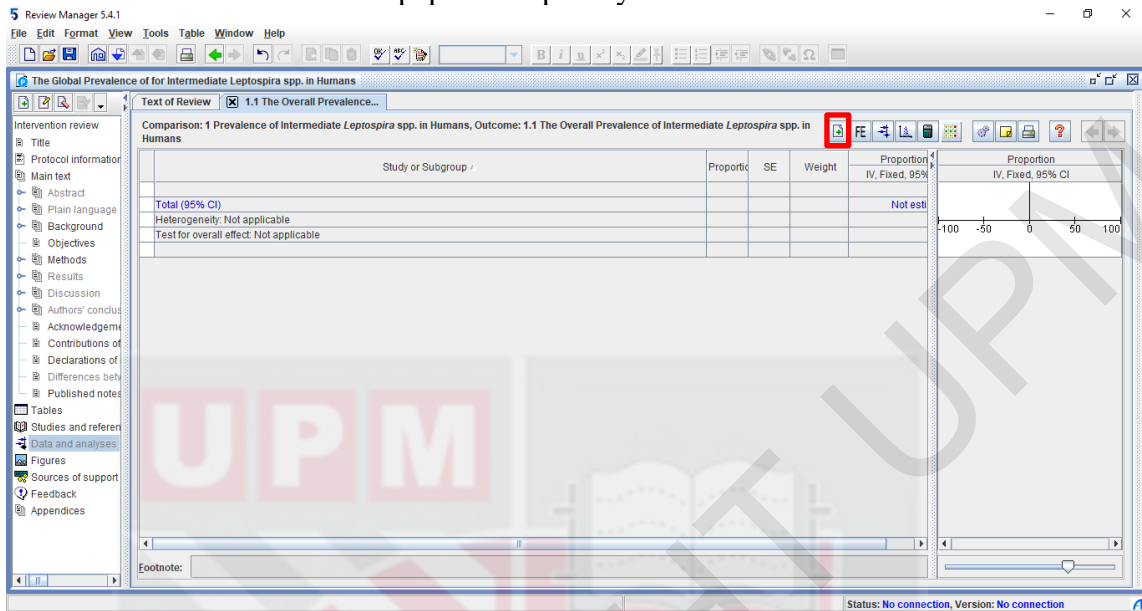 Review Manager 5.4.1
File Edit Format View Tools Table Window Help
The Global Prevalence of for Intermediate Leptospira spp. in Humans
Text of Review 1.1 The Overall Prevalence...
Intervention review
Title
Protocol informatior
Main text
Abstract
Plain language
Background
Objectives
Methods
Results
Discussion
Authors' conclus
Acknowledgeme
Contributions of
Declarations of
Differences betw
Published notes
Tables
Studies and referen
Data and analyses
Figures
Sources of support
Feedback
Appendices
Comparison: 1 Prevalence of Intermediate Leptospira spp. in Humans, Outcome: 1.1 The Overall Prevalence of Intermediate Leptospira spp. in
Humans
FE
Study or Subgroup Proportic SE Weight Proportion Proportion
IV, Fixed, 95% IV, Fixed, 95% CI
Total (95% CI) Not esti
Heterogeneity: Not applicable
Test for overall effect: Not applicable
-100 -50 0 50 100
UPM
Footnote:
Status: No connection, Version: No connection